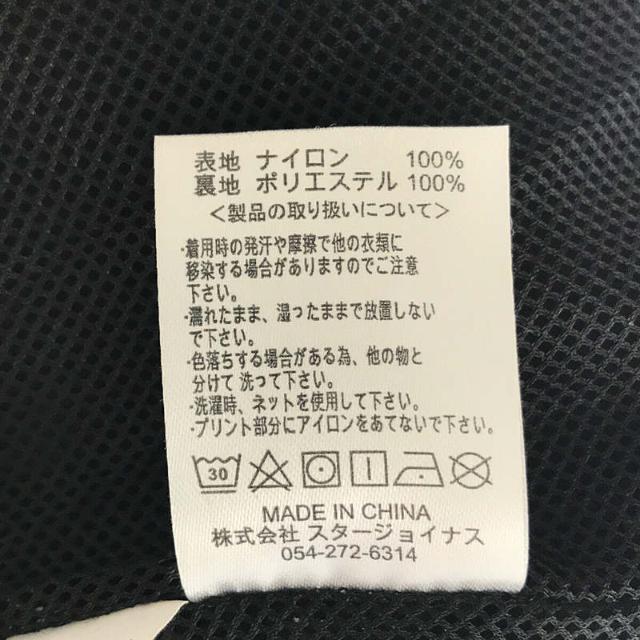 表地 ナイロン 100%
裏地 ポリエステル 100%
＜製品の取り扱いについて＞
・着用時の発汗や摩擦で他の衣類に
移染する場合がありますのでご注意
下さい。
・濡れたまま、湿ったままで放置しない
で下さい。
・色落ちする場合がある為、他の物と
分けて 洗って下さい。
・洗濯時、ネットを使用して下さい。
・プリント部分にアイロンをあてないで下さい。
30
MADE IN CHINA
株式会社 スタージョイナス
054-272-6314